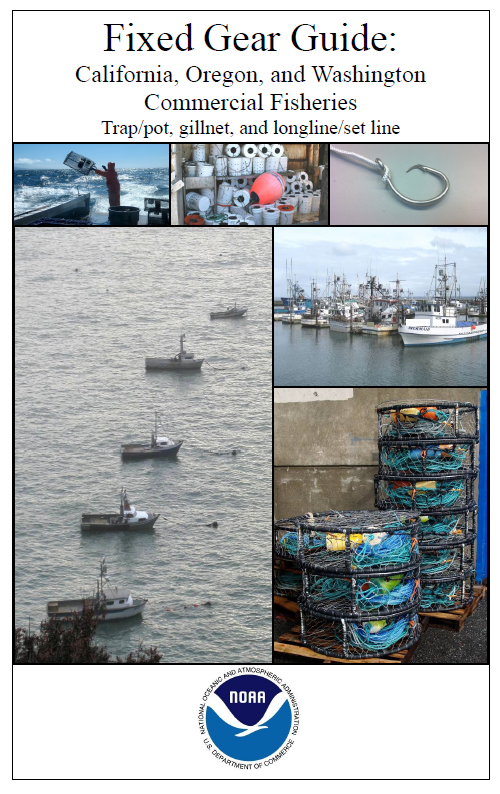 Fixed Gear Guide:
California, Oregon, and Washington
Commercial Fisheries
Trap/pot, gillnet, and longline/set line
NATIONAL OCEANIC AND ATMOSPHERIC ADMINISTRATION
NOAA
U.S. DEPARTMENT OF COMMERCE